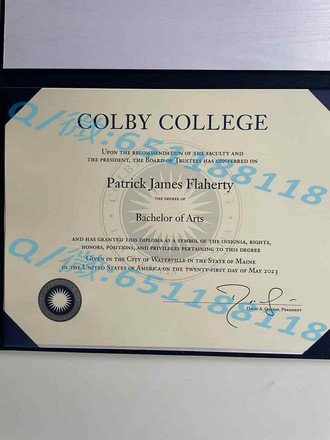 COLBY COLLEGE
Upon the recommendation of the faculty and
the president, the Board of Trustees has conferred on
Patrick James Flaherty
the degree of
Bachelor of Arts
and has granted this diploma as a symbol of the insignia, rights,
honors, positions, and privileges pertaining to this degree
Given in the City of Waterville in the State of Maine
in the United States of America on the twenty-first day of May 2023
David A. Greene, President
Q/微:651188118
Q/微:651188118